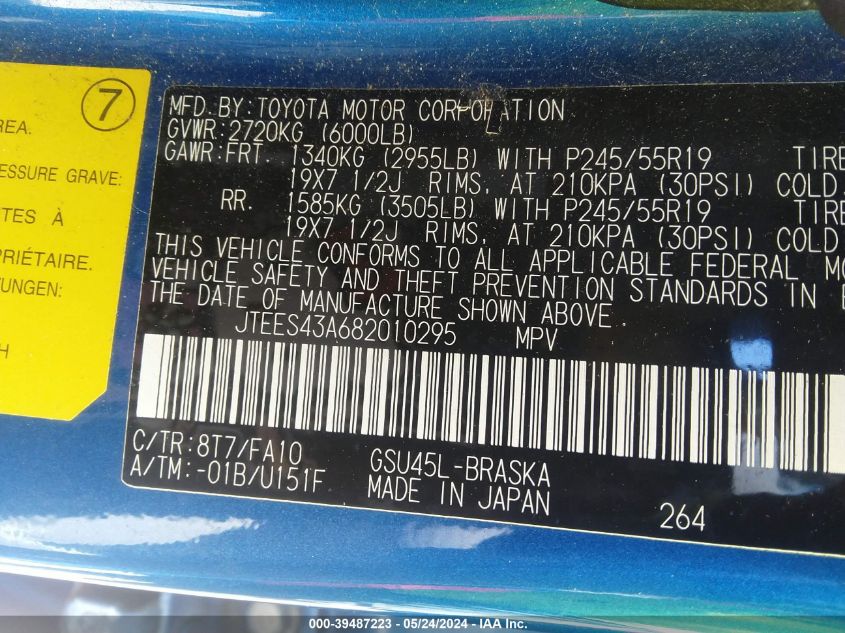 7
REA.
ESSURE GRAVE:
TES À
PRIÉTAIRE.
TUNGEN:
H
MFD.BY:TOYOTA MOTOR CORPORATION
GVWR:2720KG (6000LB)
GAWR:FRT. 1340KG (2955LB) WITH P245/55R19 TIRE
19X7 1/2J RIMS, AT 210KPA (30PSI) COLD.
RR. 1585KG (3505LB) WITH P245/55R19 TIRE
19X7 1/2J RIMS, AT 210KPA (30PSI) COLD
THIS VEHICLE CONFORMS TO ALL APPLICABLE FEDERAL MO
VEHICLE SAFETY AND THEFT PREVENTION STANDARDS IN E
THE DATE OF MANUFACTURE SHOWN ABOVE.
JTEES43A682010295 MPV
C/TR:8T7/FA10 GSU45L-BRASKA
A/TM:-01B/U151F MADE IN JAPAN
264
000-39487223 - 05/24/2024 - IAA Inc.